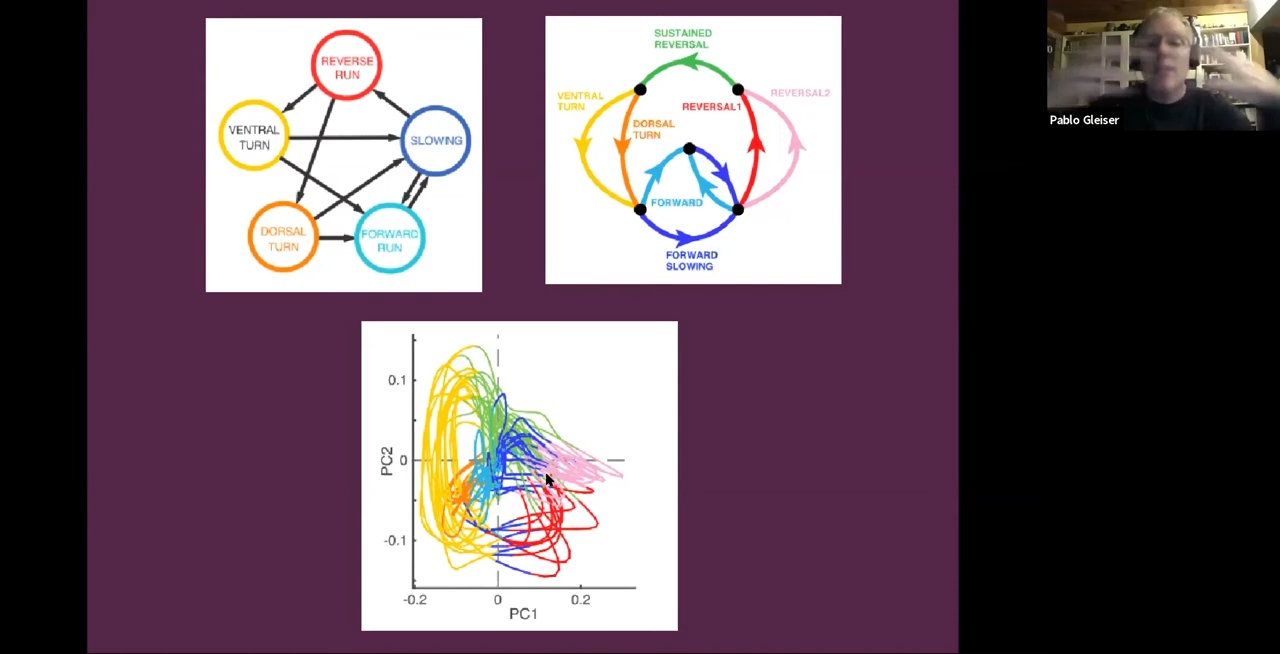 REVERSE
RUN
VENTRAL
TURN
SLOWING
DORSAL
TURN
FORWARD
RUN
SUSTAINED
REVERSAL
VENTRAL
TURN
REVERSAL1
REVERSAL2
DORSAL
TURN
FORWARD
FORWARD
SLOWING
Pablo Gleiser
0.1
0
-0.1
PC2
-0.2
0
0.2
PC1